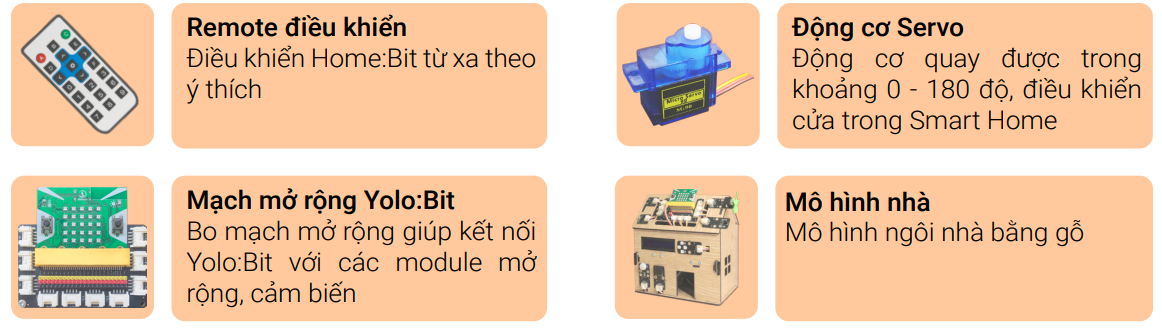 Remote điều khiển
Điều khiển Home:Bit từ xa theo
ý thích
Động cơ Servo
Động cơ quay được trong
khoảng 0 - 180 độ, điều khiển
cửa trong Smart Home
Micro Servo
Mạch mở rộng Yolo:Bit
Bo mạch mở rộng giúp kết nối
Yolo:Bit với các module mở
rộng, cảm biến
Mô hình nhà
Mô hình ngôi nhà bằng gỗ